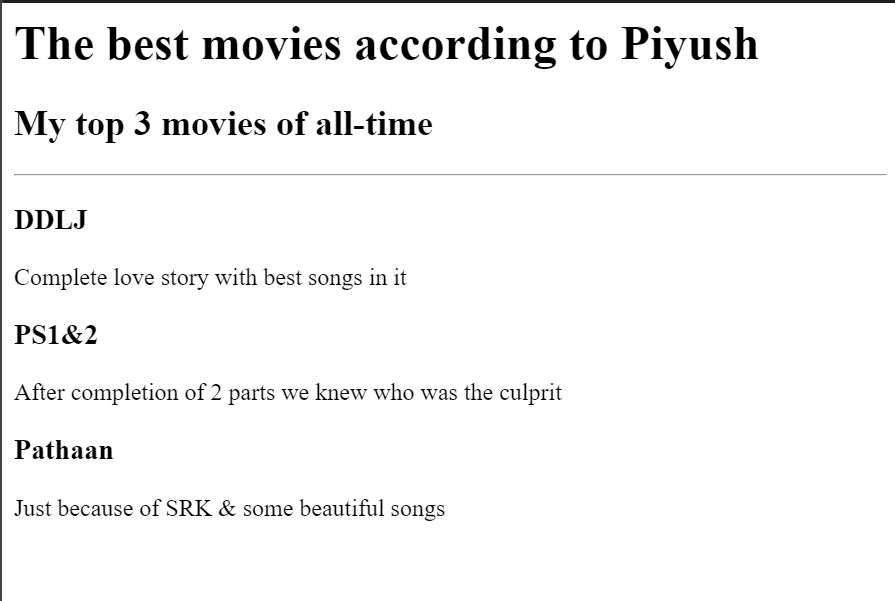 The best movies according to Piyush
My top 3 movies of all-time
DDLJ
Complete love story with best songs in it
PS1&2
After completion of 2 parts we knew who was the culprit
Pathaan
Just because of SRK & some beautiful songs